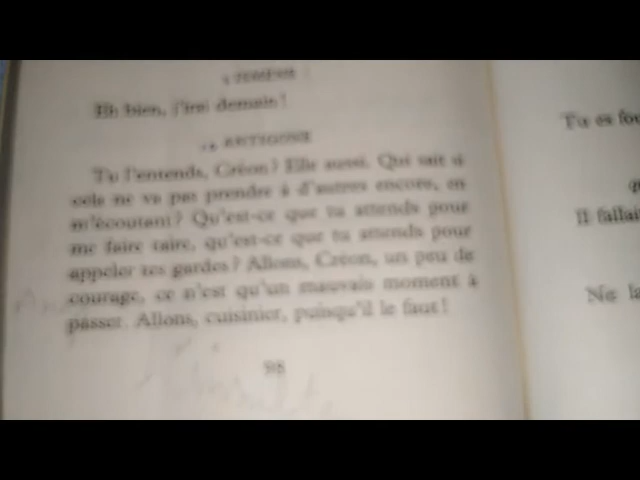 ISMÈNE
Eh bien, j'irai demain !
ANTIGONE
Tu l'entends, Créon ? Elle aussi. Qui sait si
cela ne va pas prendre à d'autres encore, en
m'écoutant ? Qu'est-ce que tu attends pour
me faire taire, qu'est-ce que tu attends pour
appeler tes gardes ? Allons, Créon, un peu de
courage, ce n'est qu'un mauvais moment à
passer. Allons, cuisinier, puisqu'il le faut !
98
Tu es fou
Il fallai
Ne la